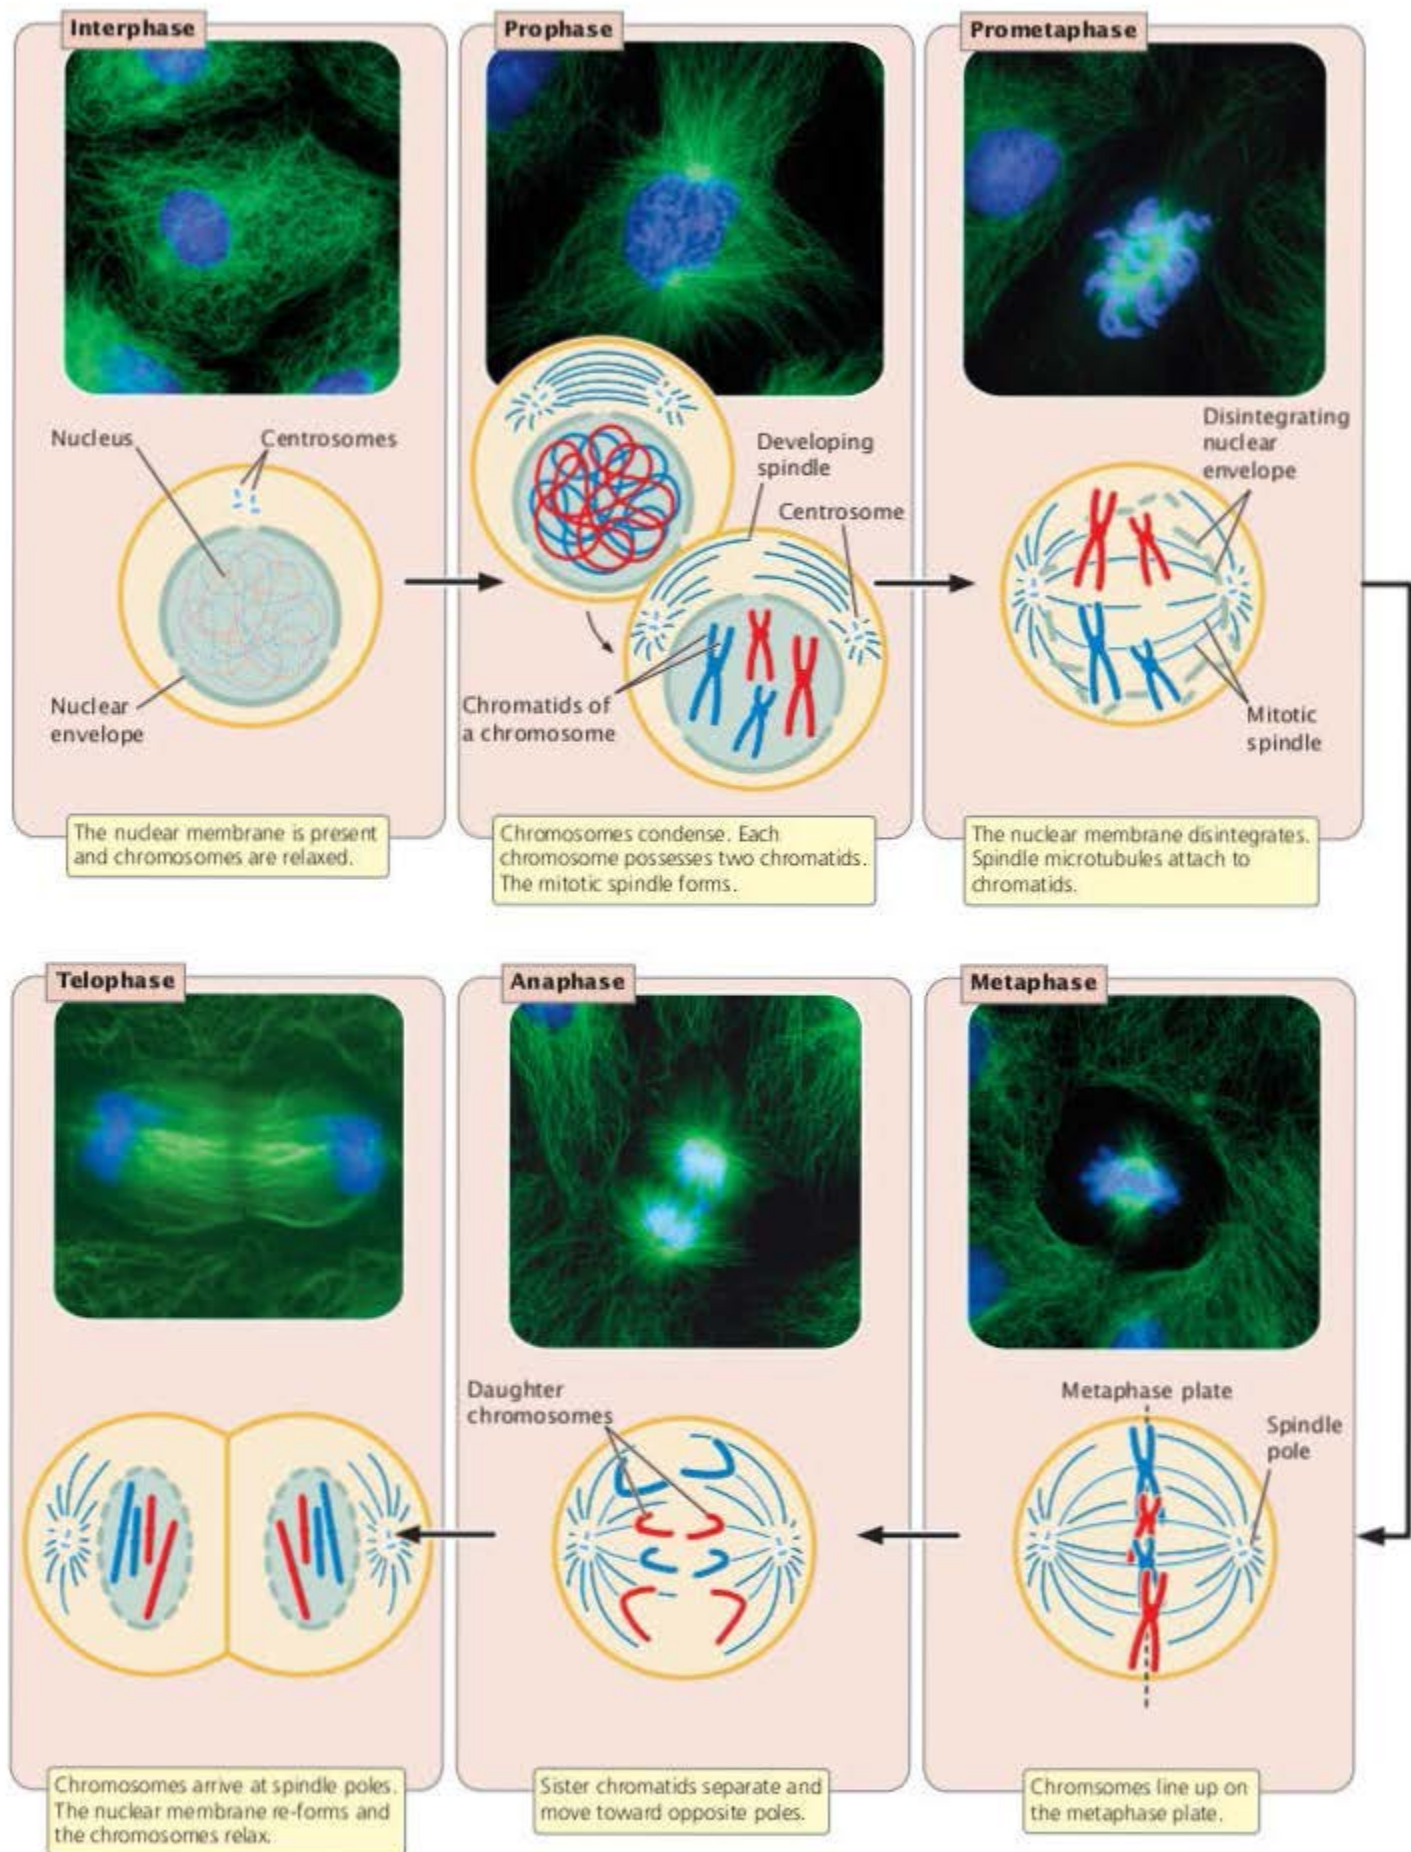 Interphase
Nucleus
Centrosomes
Nuclear
envelope
The nuclear membrane is present
and chromosomes are relaxed.
Prophase
Developing
spindle
Centrosome
Chromatids of
a chromosome
Chromosomes condense. Each
chromosome possesses two chromatids.
The mitotic spindle forms.
Prometaphase
Disintegrating
nuclear
envelope
Mitotic
spindle
The nuclear membrane disintegrates.
Spindle microtubules attach to
chromatids.
Metaphase
Metaphase plate
Spindle
pole
Chromsomes line up on
the metaphase plate.
Anaphase
Daughter
chromosomes
Sister chromatids separate and
move toward opposite poles.
Telophase
Chromosomes arrive at spindle poles.
The nuclear membrane re-forms and
the chromosomes relax.